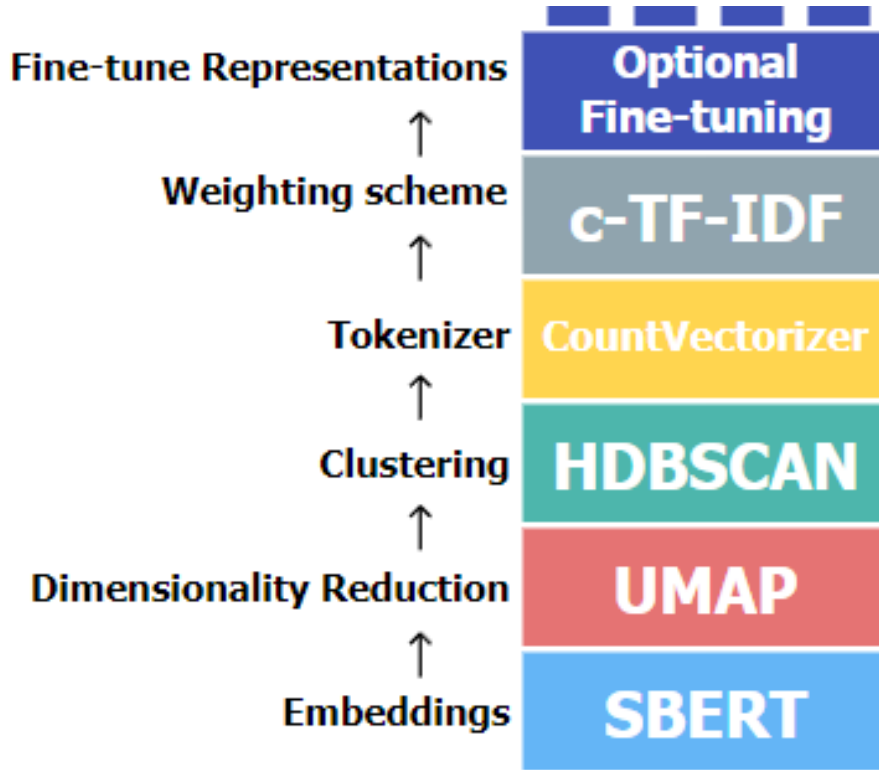 Fine-tune Representations
Optional
Fine-tuning
↑
Weighting scheme
c-TF-IDF
↑
Tokenizer
CountVectorizer
↑
Clustering
HDBSCAN
↑
Dimensionality Reduction
UMAP
↑
Embeddings
SBERT